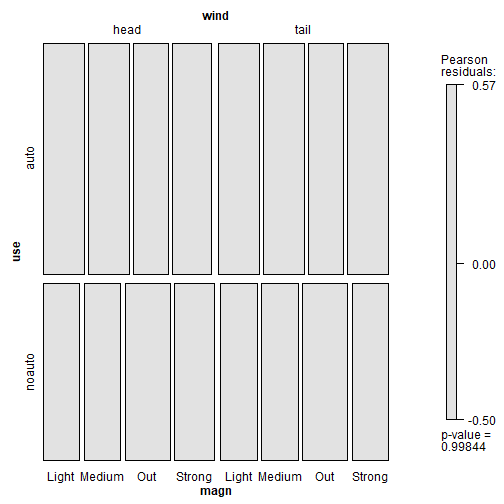 wind
head tail
use
auto
noauto
Light Medium Out Strong Light Medium Out Strong
magn
Pearson
residuals:
0.57
0.00
-0.50
p-value =
0.99844